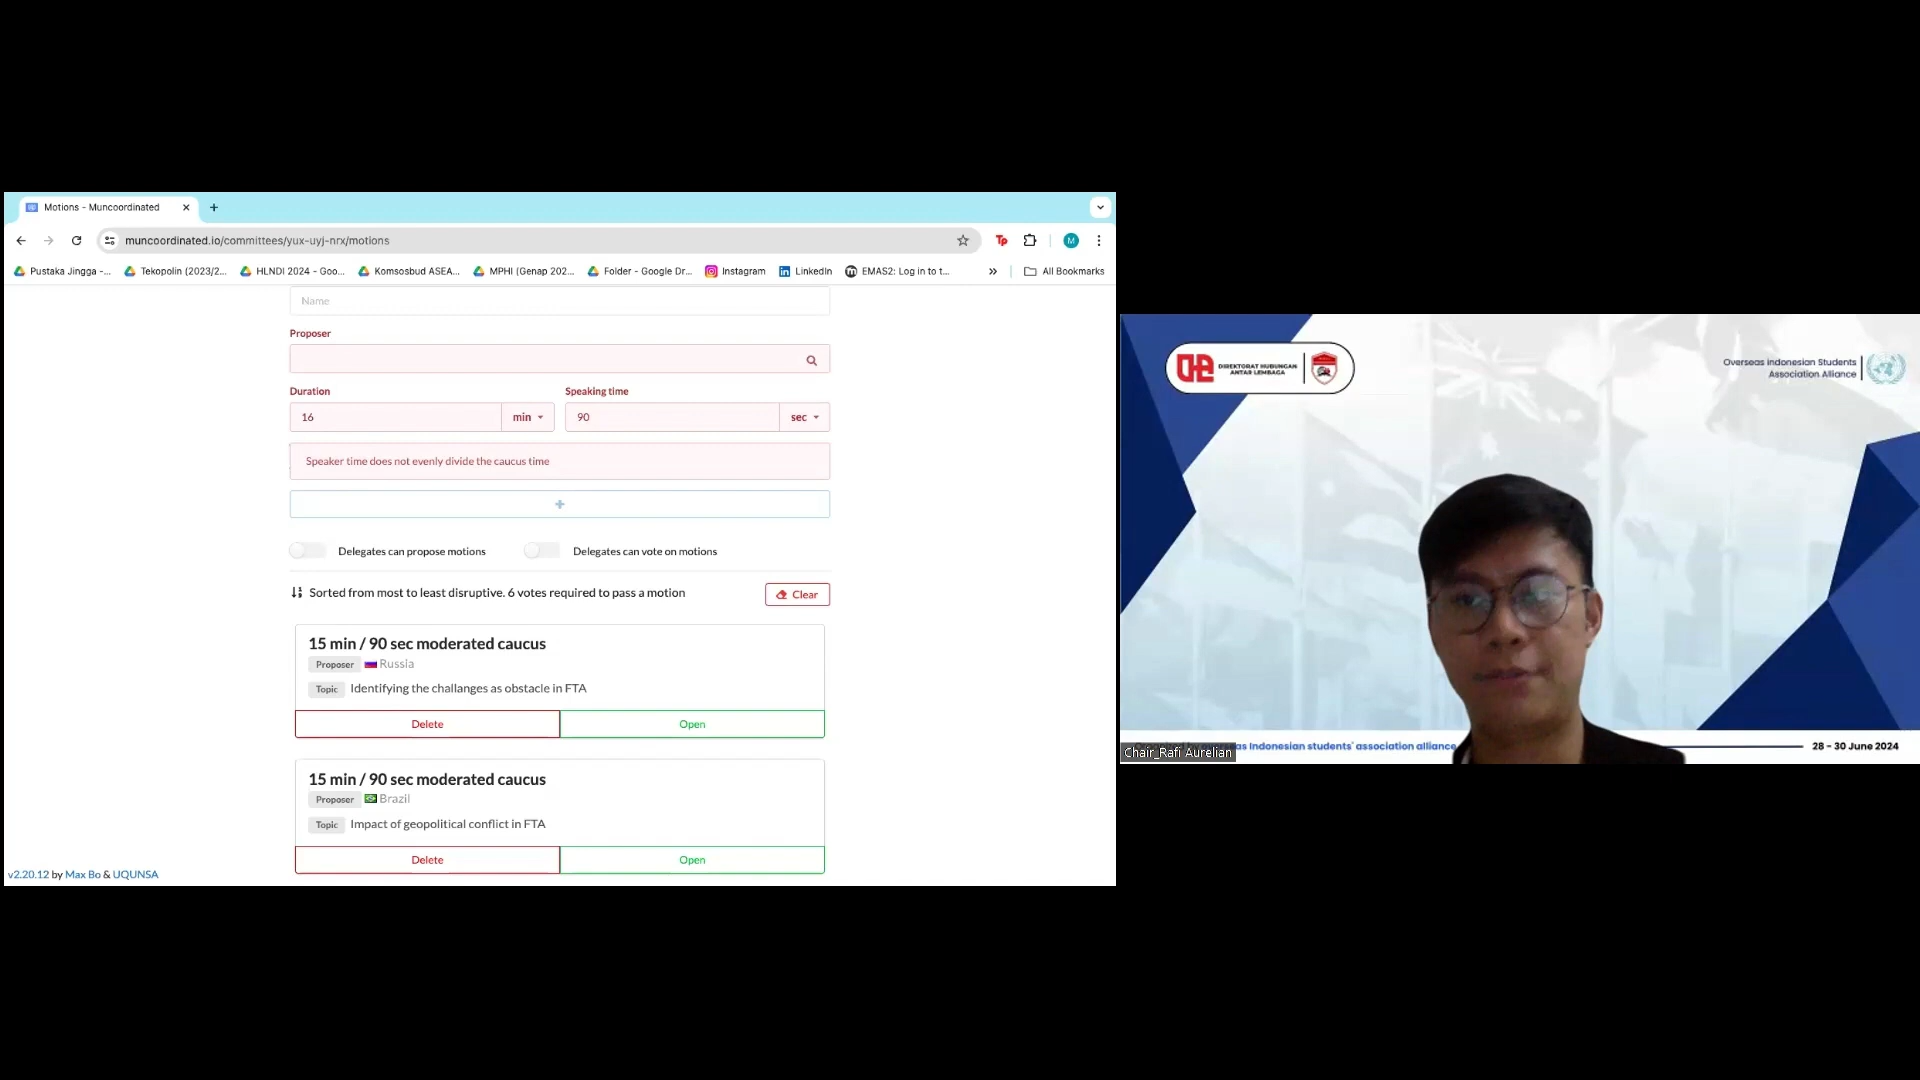 Motions - Muncoordinated
muncoordinated.io/committees/yux-uyj-nrx/motions
Tp
M
Pustaka Jingga -...
Tekopolin (2023/2...
HLNDI 2024 - Goo...
Komsosbud ASEA...
MPHI (Genap 202...
Folder - Google Dr...
Instagram
LinkedIn
EMAS2: Log in to t...
All Bookmarks
Name
Proposer
Duration
Speaking time
16
min
90
sec
Speaker time does not evenly divide the caucus time
Delegates can propose motions
Delegates can vote on motions
Sorted from most to least disruptive. 6 votes required to pass a motion
Clear
15 min / 90 sec moderated caucus
Proposer Russia
Topic Identifying the challanges as obstacle in FTA
Delete
Open
15 min / 90 sec moderated caucus
Proposer Brazil
Topic Impact of geopolitical conflict in FTA
Delete
Open
v2.20.12 by Max Bo & UQUNSA
DIREKTORAT HUBUNGAN
ANTAR LEMBAGA
Overseas Indonesian Students
Association Alliance
Chair_Rafi Aurelian
as Indonesian students' association alliance
28 - 30 June 2024